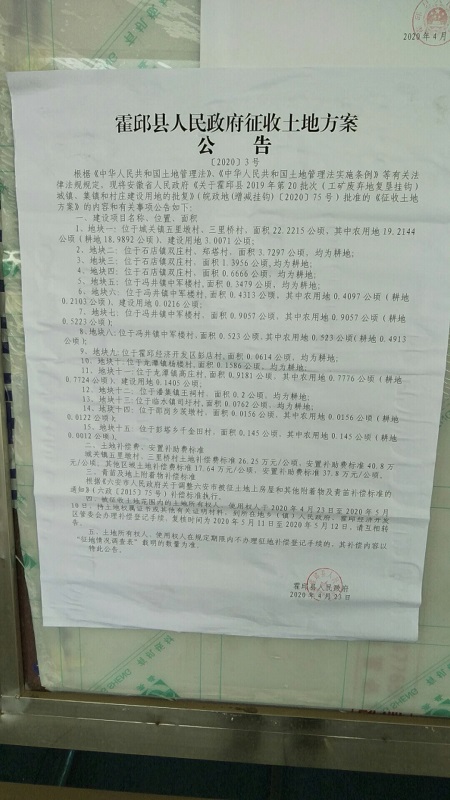 2020年4月
霍邱县人民政府征收土地方案
公 告
〔2020〕3号
根据《中华人民共和国土地管理法》、《中华人民共和国土地管理法实施条例》等有关法
律法规规定，现将安徽省人民政府《关于霍邱县2019年第20批次（工矿废弃地复垦挂钩）
城镇、集镇和村庄建设用地的批复》(皖政地(增减挂钩)〔2020〕75号)批准的《征收土地
方案》的内容和有关事项公告如下：
一、建设项目名称、位置、面积
1、地块一：位于城关镇五里墩村、三里桥村，面积22.2215公顷，其中农用地19.2144
公顷（耕地18.9892公顷），建设用地3.0071公顷；
2、地块二：位于石店镇双庄村、郑塔村，面积3.7297公顷，均为耕地；
3、地块三：位于石店镇双庄村，面积1.3956公顷，均为耕地；
4、地块四：位于石店镇双庄村，面积0.6666公顷，均为耕地；
5、地块五：位于冯井镇中军楼村，面积0.3479公顷，均为耕地；
6、地块六：位于冯井镇中军楼村，面积0.4313公顷，其中农用地0.4097公顷（耕地
0.2103公顷），建设用地0.0216公顷；
7、地块七：位于冯井镇中军楼村，面积0.9057公顷，其中农用地0.9057公顷（耕地
0.5223公顷）；
8、地块八：位于冯井镇中军楼村，面积0.523公顷，其中农用地0.523公顷（耕地0.4913
公顷）；
9、地块九：位于霍邱经济开发区彭店村，面积0.0614公顷，均为耕地；
10、地块十：位于龙潭镇村，面积0.1586公顷，均为耕地；
11、地块十一：位于龙潭镇高庄村，面积0.9181公顷，其中农用地0.7776公顷（耕地
0.7724公顷），建设用地0.1405公顷；
12、地块十二：位于潘集镇王祠村，面积0.2公顷，均为耕地；
13、地块十三：位于临水镇司圩村，面积0.0762公顷，均为耕地；
14、地块十四：位于邵岗乡茭墩村，面积0.0156公顷，其中农用地0.0156公顷（耕地
0.0122公顷）；
15、地块十五：位于彭塔乡千金田村，面积0.145公顷，其中农用地0.145公顷（耕地
0.0012公顷）。
二、土地补偿费、安置补助费标准
城关镇五里墩村、三里桥村土地补偿费标准26.25万元/公顷，安置补助费标准40.8万
元/公顷。其他区域土地补偿费标准17.64万元/公顷，安置补助费标准37.8万元/公顷。
三、青苗及地上附着物补偿标准
根据《六安市人民政府关于调整六安市被征土地上房屋和其他附着物及青苗补偿标准的
通知》（六政〔2015〕75号）补偿标准执行。
四、被征收土地范围内的土地所有人、使用权人于2020年4月23日至2020年5月
10日，持土地权属证书或其他有关证明材料，到所在地乡（镇）人民政府、霍邱经济开发
区管委会办理补偿登记手续。复核时间为2020年5月11日至2020年5月12日，请互相转
告。
五、土地所有人、使用权人在规定期限内不办理征地补偿登记手续的，其补偿内容以
“征地情况调查表”载明的数量为准。
特此公告。
霍邱县人民政府
2020年4月23日